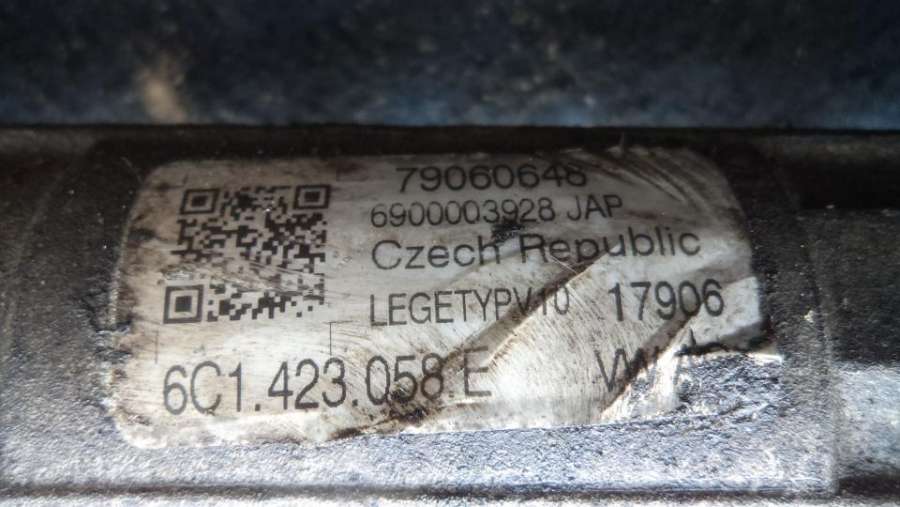 79060648
6900003928 JAP
Czech Republic
LEGETYPV10 17906
6C1.423.058.E